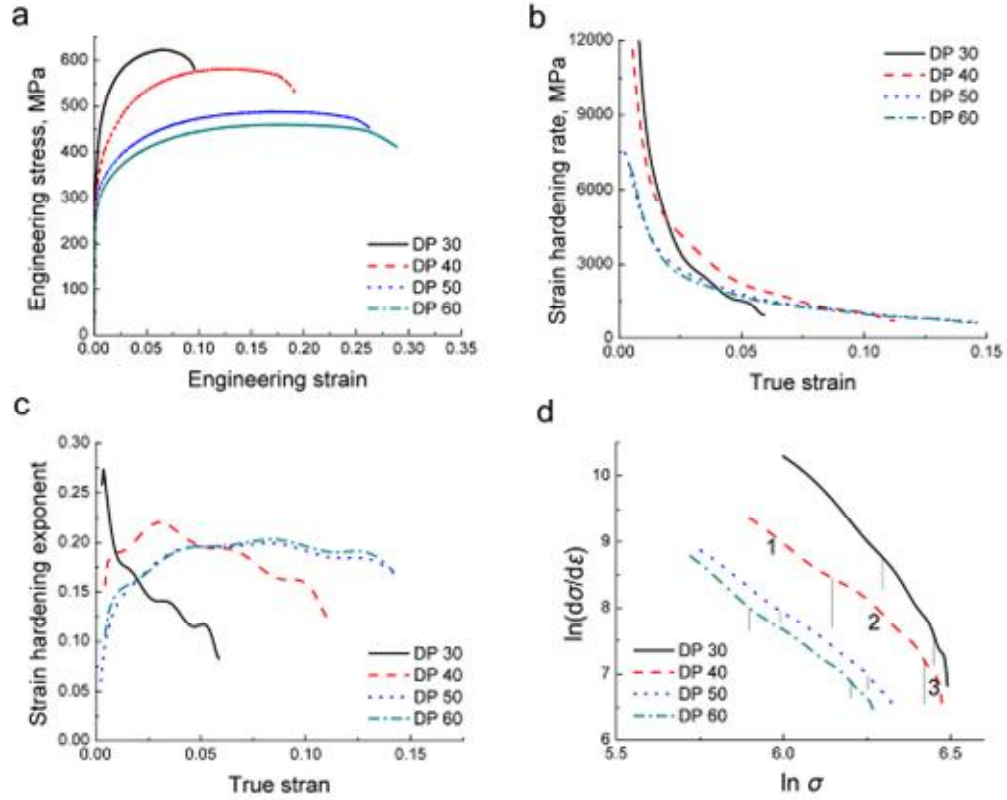 a
Engineering stress, MPa
600
500
400
300
200
100
0
0.00 0.05 0.10 0.15 0.20 0.25 0.30 0.35
Engineering strain
DP 30
DP 40
DP 50
DP 60
b
Strain hardening rate, MPa
12000
9000
6000
3000
0
0.00 0.05 0.10 0.15
True strain
DP 30
DP 40
DP 50
DP 60
c
Strain hardening exponent
0.30
0.25
0.20
0.15
0.10
0.05
0.00
0.00 0.05 0.10 0.15
True stran
DP 30
DP 40
DP 50
DP 60
d
ln(dσ/dε)
10
9
8
7
6
5.5 6.0 6.5
ln σ
1
2
3
DP 30
DP 40
DP 50
DP 60